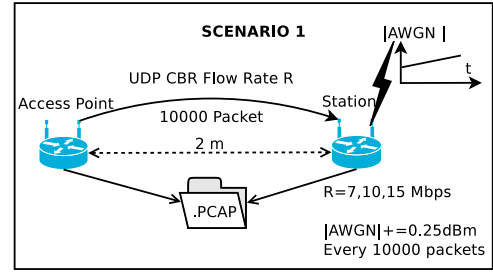 SCENARIO 1
|AWGN |
t
UDP CBR Flow Rate R
Access Point
Station
10000 Packet
2 m
.PCAP
R=7,10,15 Mbps
|AWGN|+=0.25dBm
Every 10000 packets